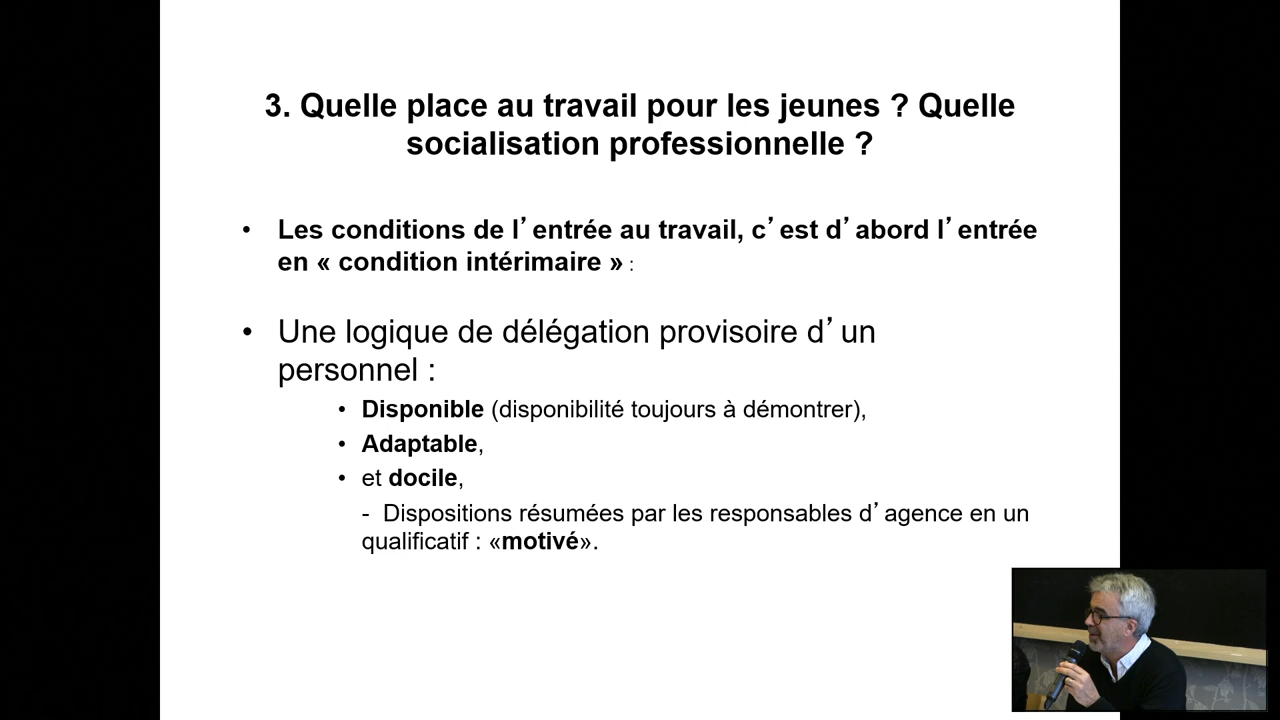 3. Quelle place au travail pour les jeunes ? Quelle
socialisation professionnelle ?
• Les conditions de l’entrée au travail, c’est d’abord l’entrée
en « condition intérimaire » :
• Une logique de délégation provisoire d’un
personnel :
• Disponible (disponibilité toujours à démontrer),
• Adaptable,
• et docile,
- Dispositions résumées par les responsables d’agence en un
qualificatif : «motivé».